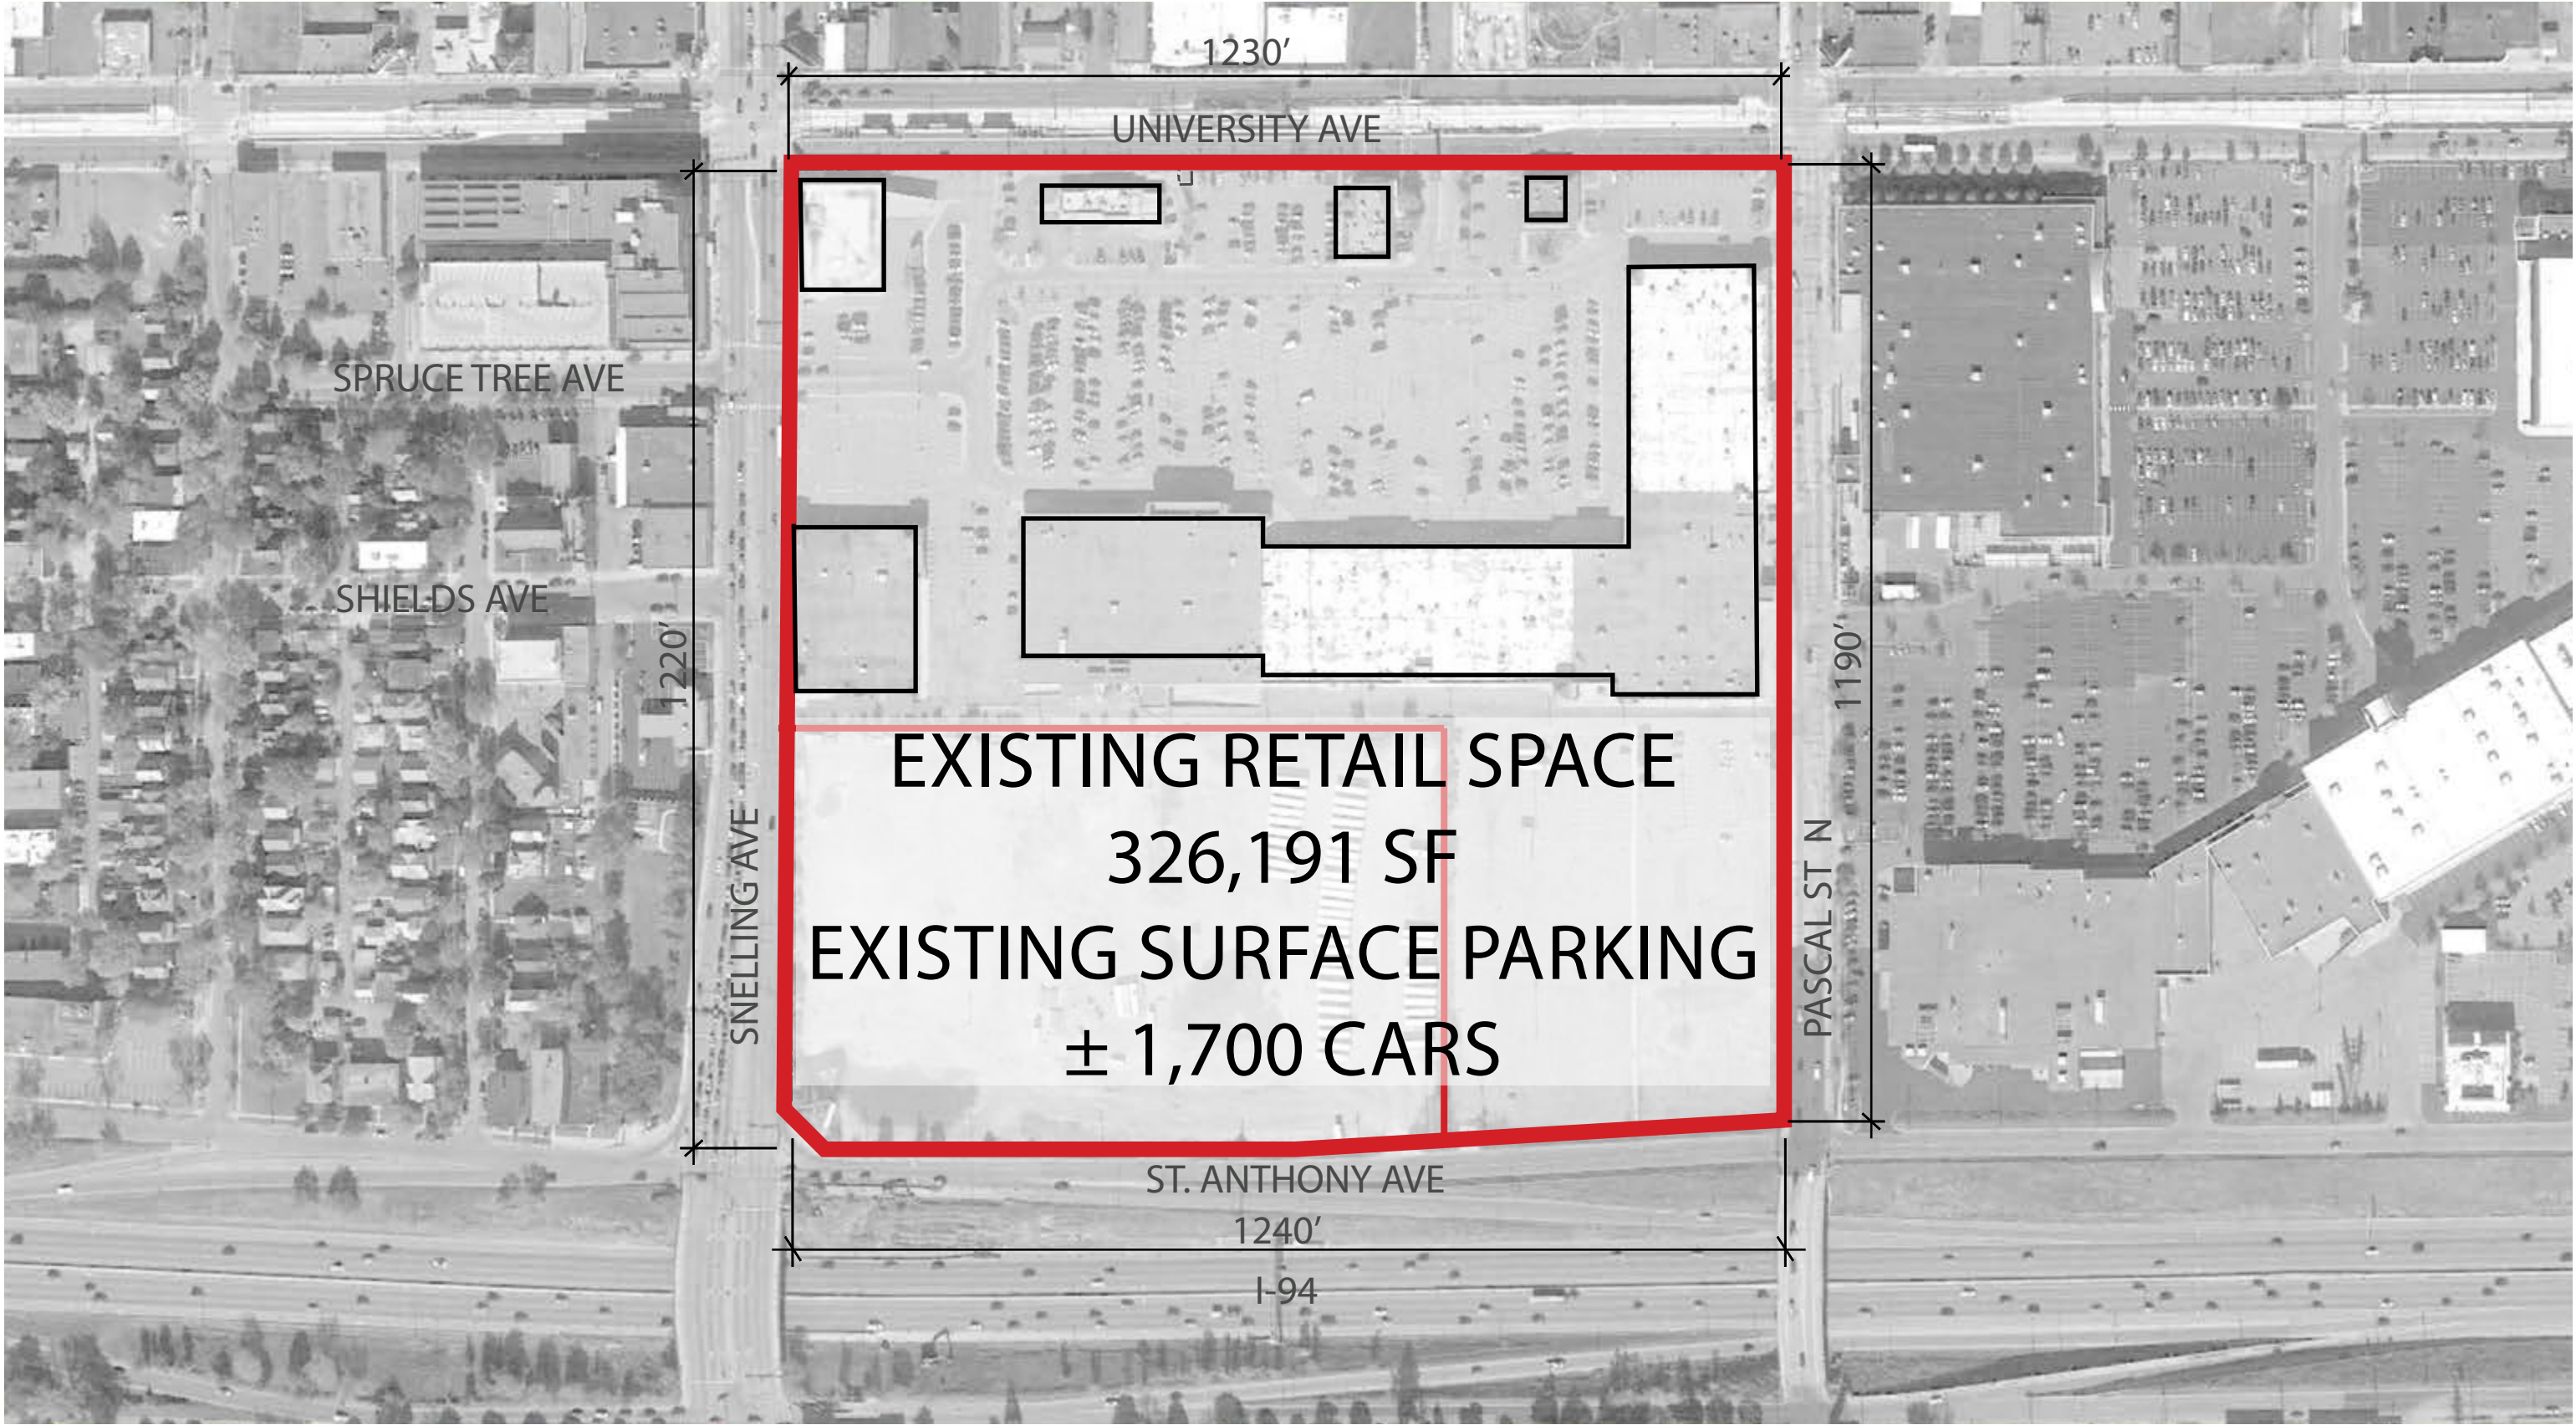 1230’
UNIVERSITY AVE
SPRUCE TREE AVE
SHIELDS AVE
1220’
1190’
EXISTING RETAIL SPACE
326,191 SF
EXISTING SURFACE PARKING
± 1,700 CARS
SNELLING AVE
PASCAL ST N
ST. ANTHONY AVE
1240’
I-94